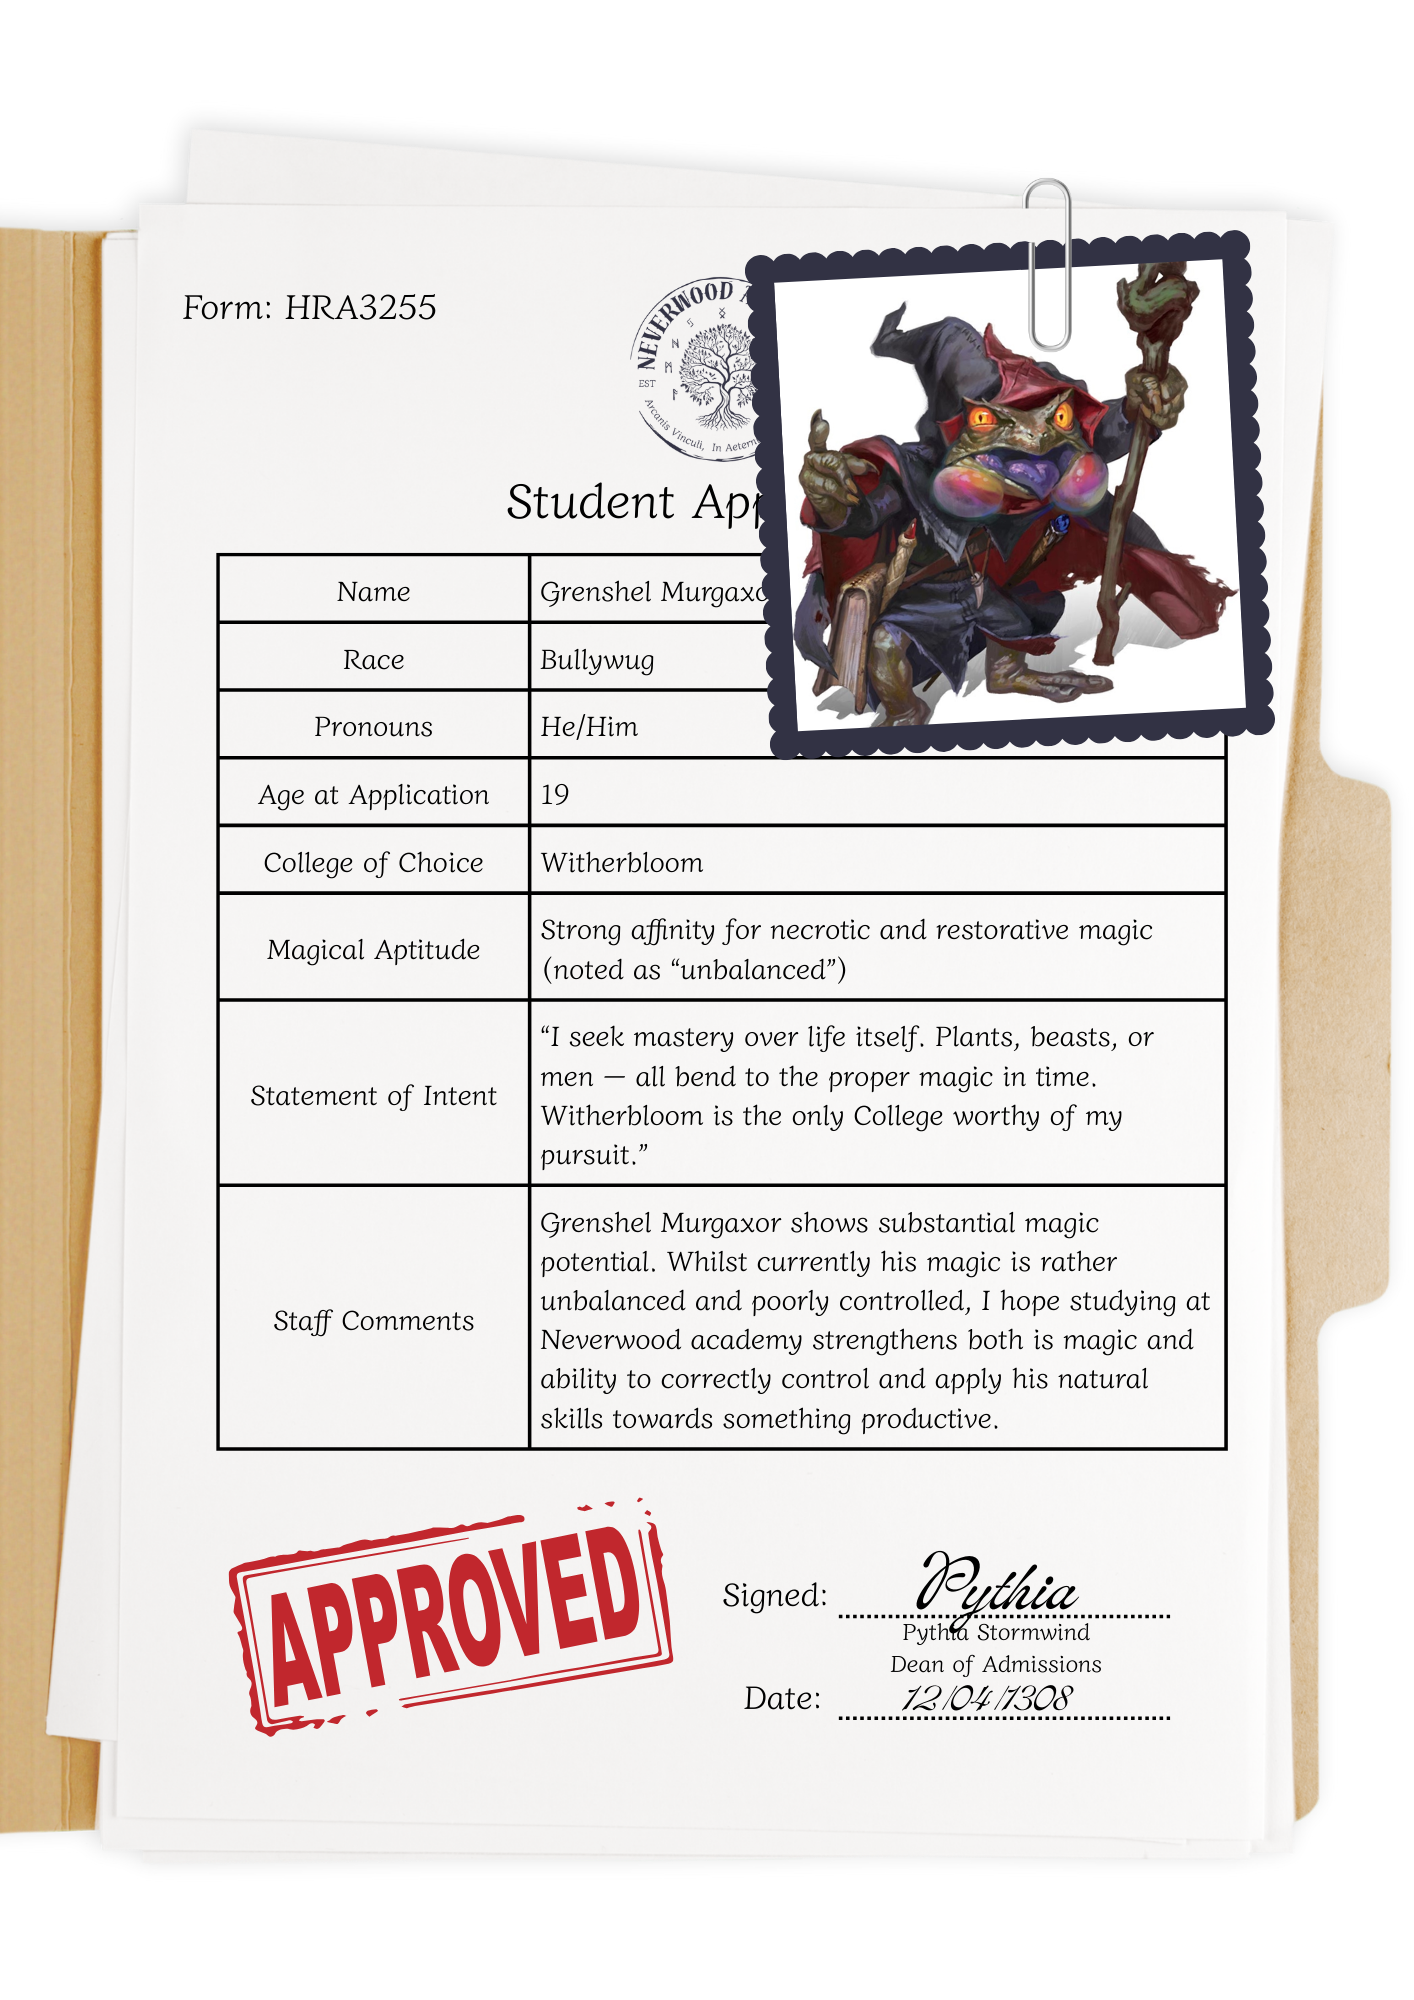 Form: HRA3255
NEVERWOOD
EST
Arcanis Vinculi, In Aetern
Student App
Name
Grenshel Murgaxo
Race
Bullywug
Pronouns
He/Him
Age at Application
19
College of Choice
Witherbloom
Magical Aptitude
Strong affinity for necrotic and restorative magic
(noted as “unbalanced”)
Statement of Intent
“I seek mastery over life itself. Plants, beasts, or
men — all bend to the proper magic in time.
Witherbloom is the only College worthy of my
pursuit.”
Staff Comments
Grenshel Murgaxor shows substantial magic
potential. Whilst currently his magic is rather
unbalanced and poorly controlled, I hope studying at
Neverwood academy strengthens both is magic and
ability to correctly control and apply his natural
skills towards something productive.
APPROVED
Signed: Pythia
Pythia Stormwind
Dean of Admissions
Date: 12/04/1308